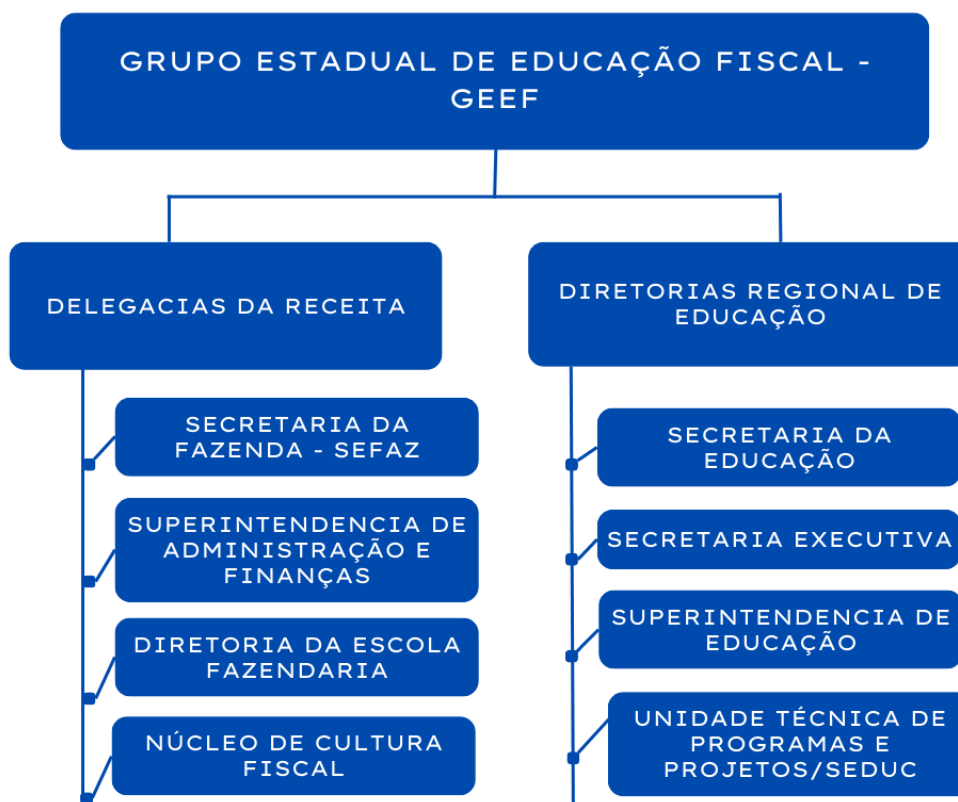 GRUPO ESTADUAL DE EDUCAÇÃO FISCAL -
GEEF
DELEGACIAS DA RECEITA
SECRETARIA DA
FAZENDA - SEFAZ
SUPERINTENDENCIA DE
ADMINISTRAÇÃO E
FINANÇAS
DIRETORIA DA ESCOLA
FAZENDARIA
NÚCLEO DE CULTURA
FISCAL
DIRETORIAS REGIONAL DE
EDUCAÇÃO
SECRETARIA DA
EDUCAÇÃO
SECRETARIA EXECUTIVA
SUPERINTENDENCIA DE
EDUCAÇÃO
UNIDADE TÉCNICA DE
PROGRAMAS E
PROJETOS/SEDUC